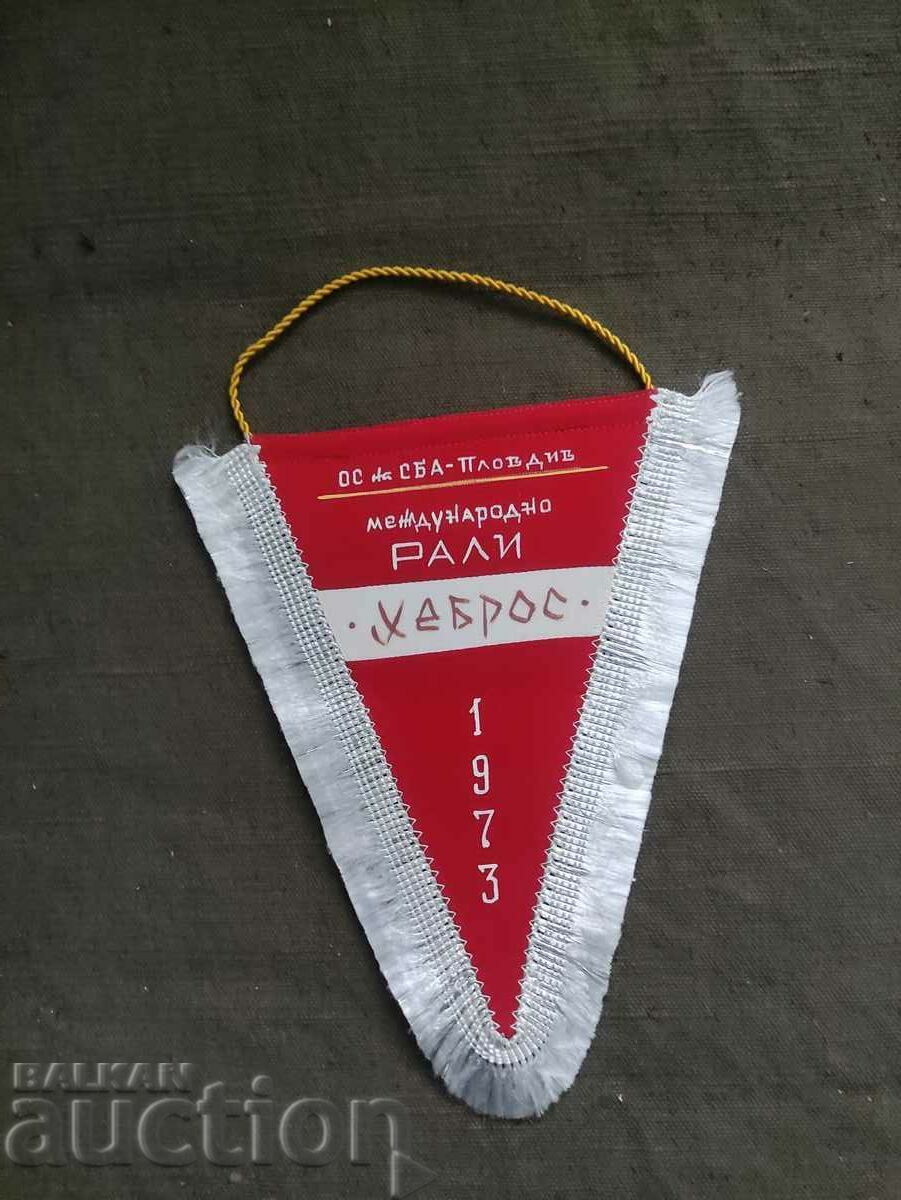 ОС на СБА-Пловдив
международно
РАЛИ
·ХЕБРОС·
1
9
7
3
BALKAN
auction